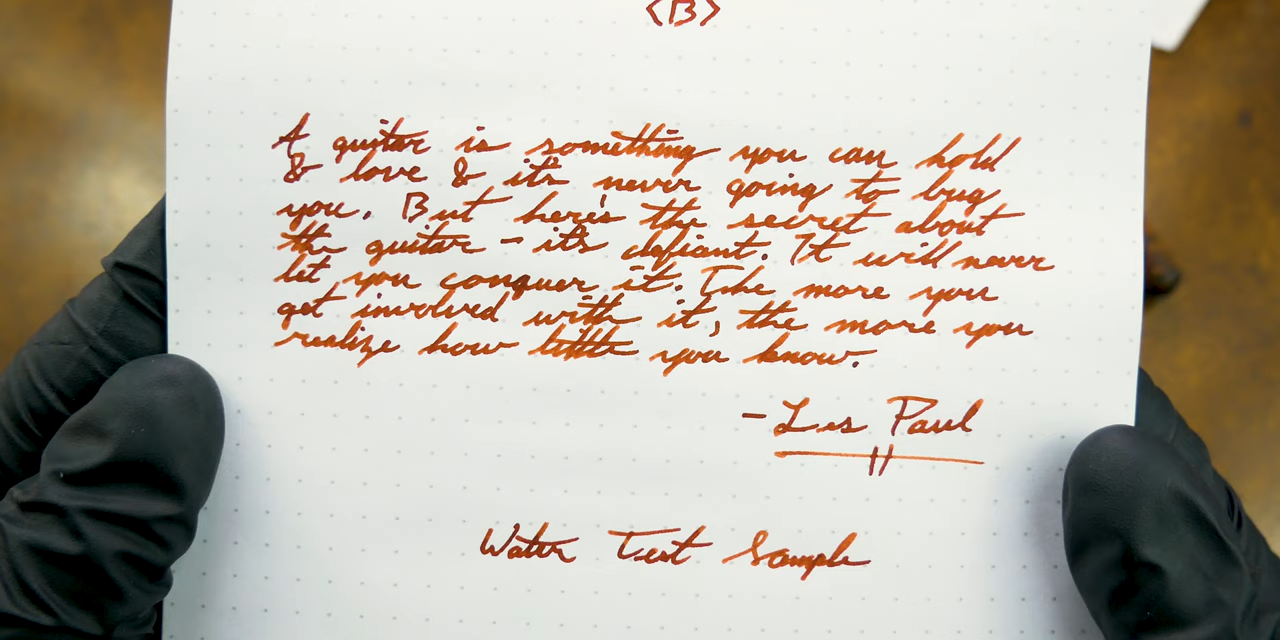 <B>
A guitar is something you can hold
& love & it's never going to bug
you. But here's the secret about
the guitar - it's defiant. It will never
let you conquer it. The more you
get involved with it, the more you
realize how little you know.
- Les Paul
Water Test Sample